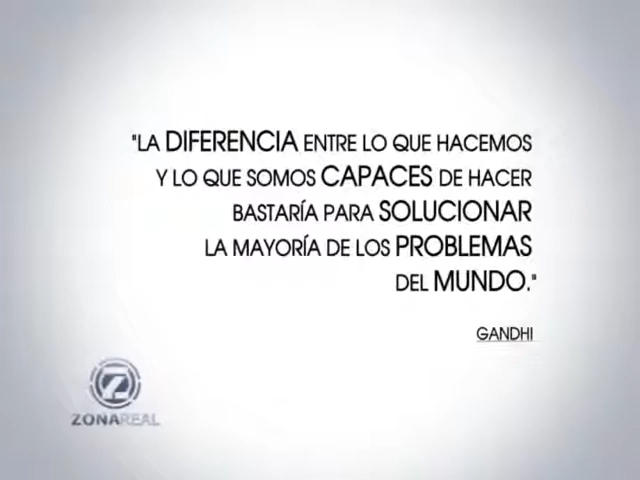 "LA DIFERENCIA ENTRE LO QUE HACEMOS
Y LO QUE SOMOS CAPACES DE HACER
BASTARÍA PARA SOLUCIONAR
LA MAYORÍA DE LOS PROBLEMAS
DEL MUNDO."
GANDHI
Z
ZONAREAL